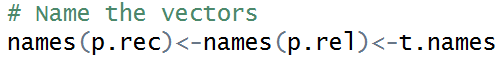 # Name the vectors
names(p.rec)<-names(p.rel)<-t.names